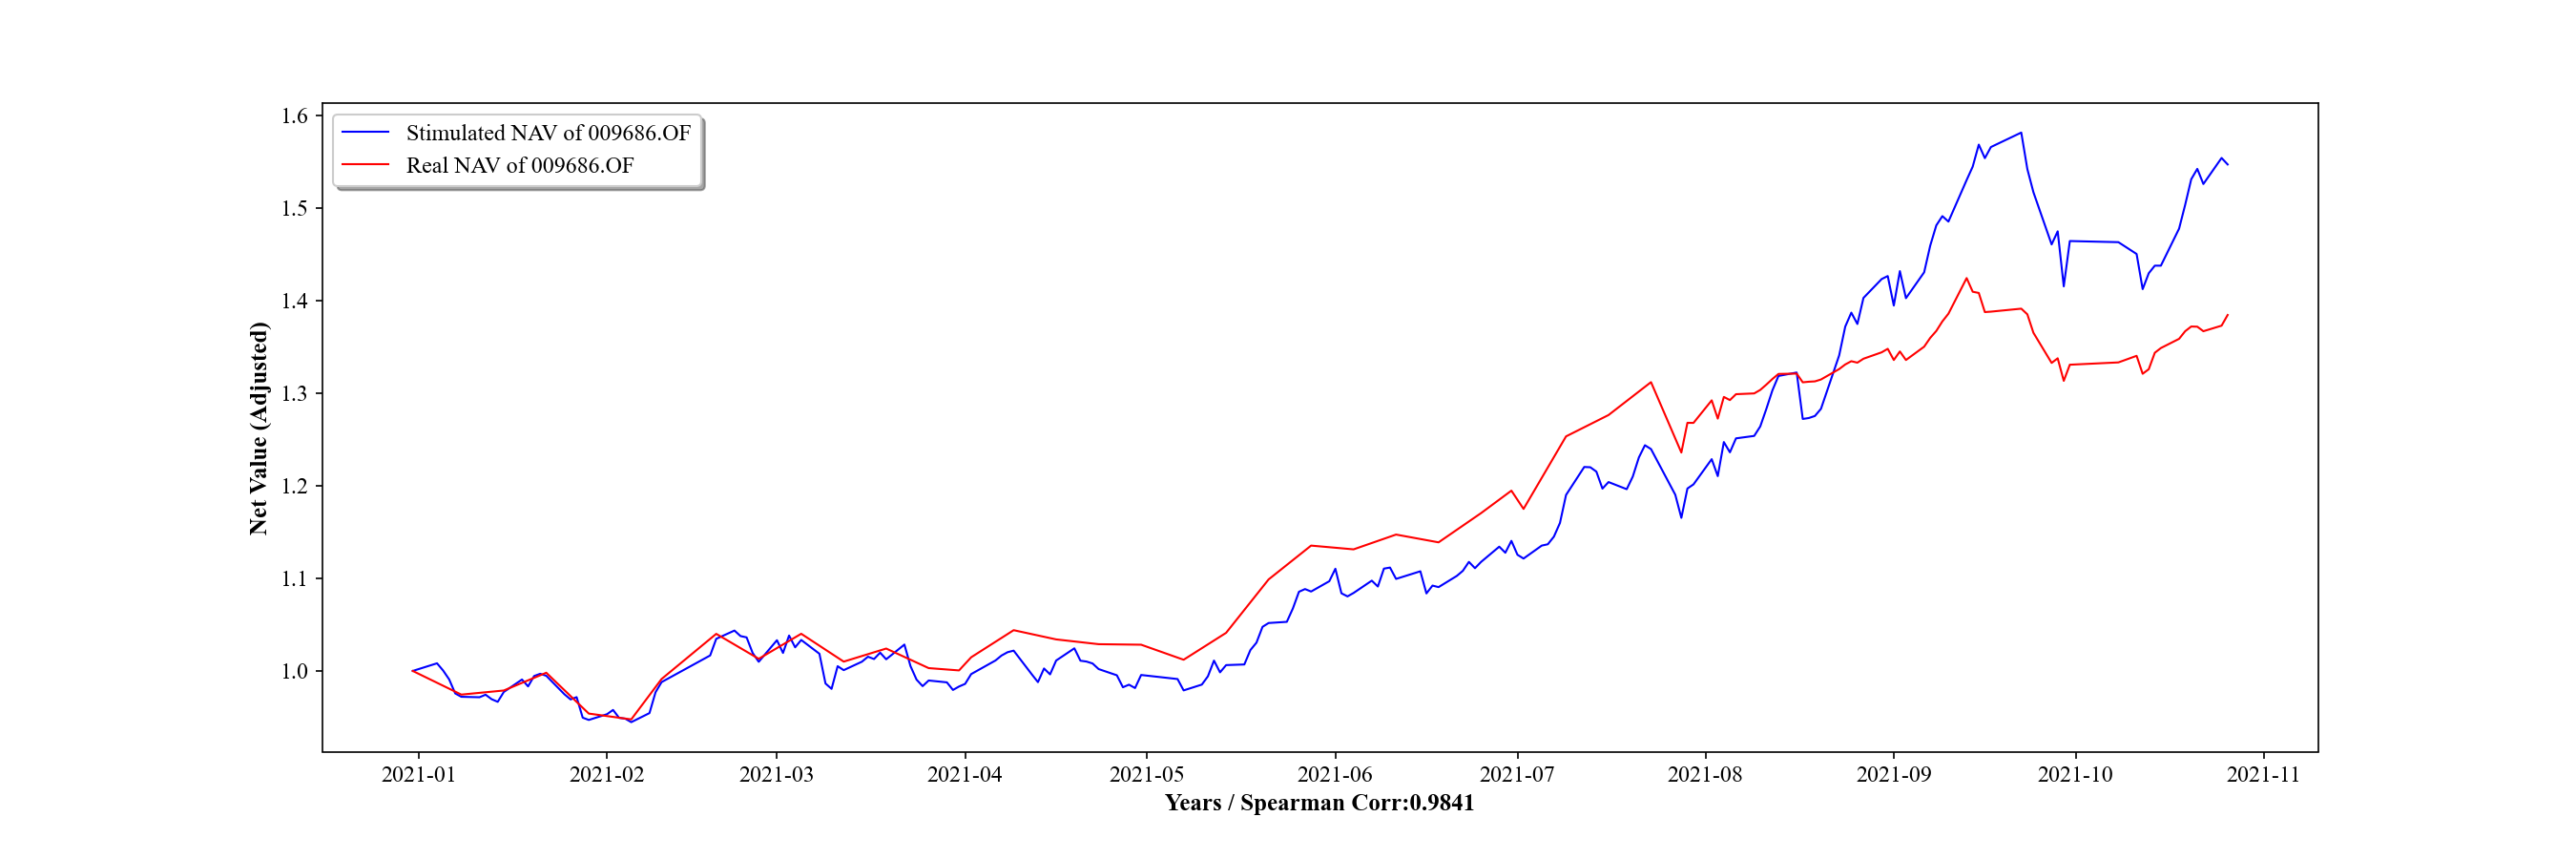 Stimulated NAV of 009686.OF
Real NAV of 009686.OF
Net Value (Adjusted)
1.6
1.5
1.4
1.3
1.2
1.1
1.0
2021-01 2021-02 2021-03 2021-04 2021-05 2021-06 2021-07 2021-08 2021-09 2021-10 2021-11
Years / Spearman Corr:0.9841